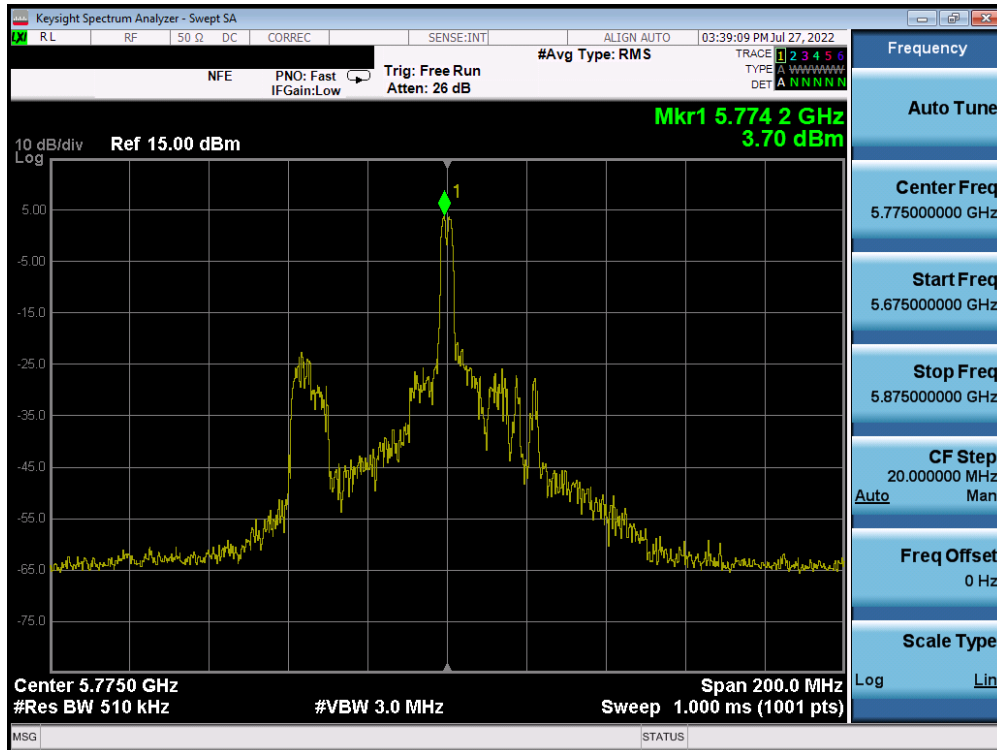 Keysight Spectrum Analyzer - Swept SA
LXI RL RF 50 Ω DC CORREC SENSE:INT ALIGN AUTO 03:39:09 PM Jul 27, 2022
NFE PNO: Fast IFGain:Low
Trig: Free Run
Atten: 26 dB
#Avg Type: RMS
TRACE 1 2 3 4 5 6
TYPE A WWWWWW
DET A N N N N N
Frequency
Mkr1 5.774 2 GHz
3.70 dBm
10 dB/div Ref 15.00 dBm
Log
1
5.00
-5.00
-15.0
-25.0
-35.0
-45.0
-55.0
-65.0
-75.0
Center 5.7750 GHz Span 200.0 MHz
#Res BW 510 kHz #VBW 3.0 MHz Sweep 1.000 ms (1001 pts)
MSG STATUS
Auto Tune
Center Freq
5.775000000 GHz
Start Freq
5.675000000 GHz
Stop Freq
5.875000000 GHz
CF Step
20.000000 MHz
Auto Man
Freq Offset
0 Hz
Scale Type
Log Lin